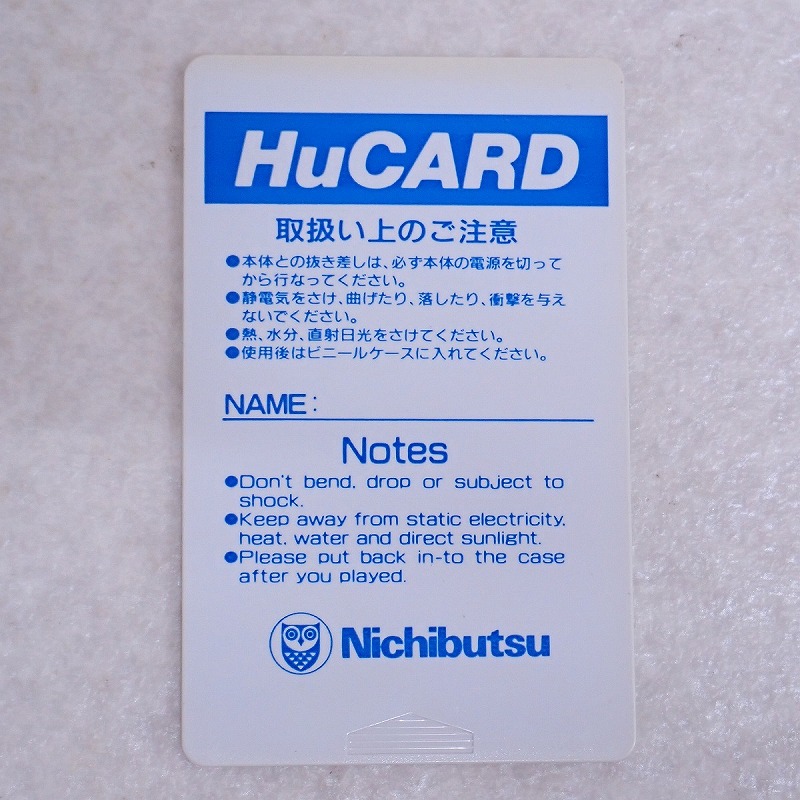 HuCARD
取扱い上のご注意
●本体との抜き差しは、必ず本体の電源を切って
から行なってください。
●静電気をさけ、曲げたり、落したり、衝撃を与え
ないでください。
●熱、水分、直射日光をさけてください。
●使用後はビニールケースに入れてください。
NAME:
Notes
●Don't bend, drop or subject to
shock.
●Keep away from static electricity,
heat, water and direct sunlight.
●Please put back in-to the case
after you played.
Nichibutsu